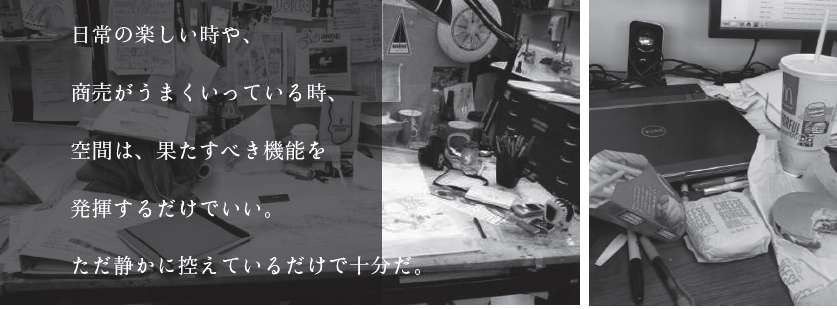 日常の楽しい時や、
商売がうまくいっている時、
空間は、果たすべき機能を
発揮するだけでいい。
ただ静かに控えているだけで十分だ。
DELL